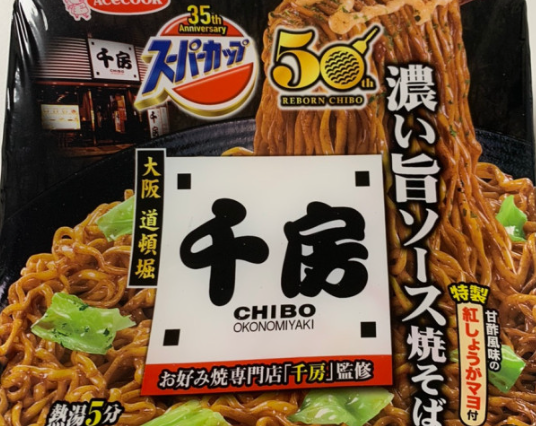 ACECOOK
35th
Anniversary
スーパーカップ
50th
REBORN CHIBO
千房
千房
大阪 道頓堀
千房
CHIBO
OKONOMIYAKI
お好み焼専門店「千房」監修
濃い旨ソース焼そば
特製
甘酢風味の
紅しょうがマヨ付
熱湯5分